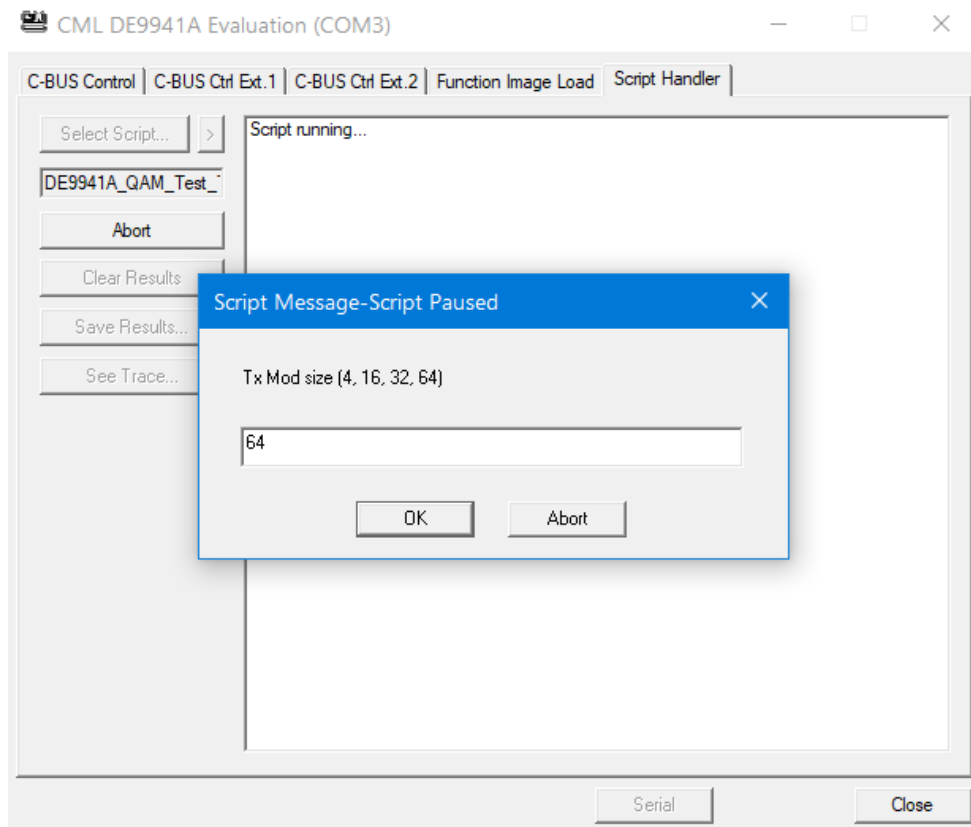 CML DE9941A Evaluation (COM3)
C-BUS Control C-BUS Ctrl Ext.1 C-BUS Ctrl Ext.2 Function Image Load Script Handler
Select Script... >
Script running...
DE9941A_QAM_Test_
Abort
Clear Results
Save Results...
See Trace...
Script Message-Script Paused
Tx Mod size (4, 16, 32, 64)
64
OK Abort
Serial Close